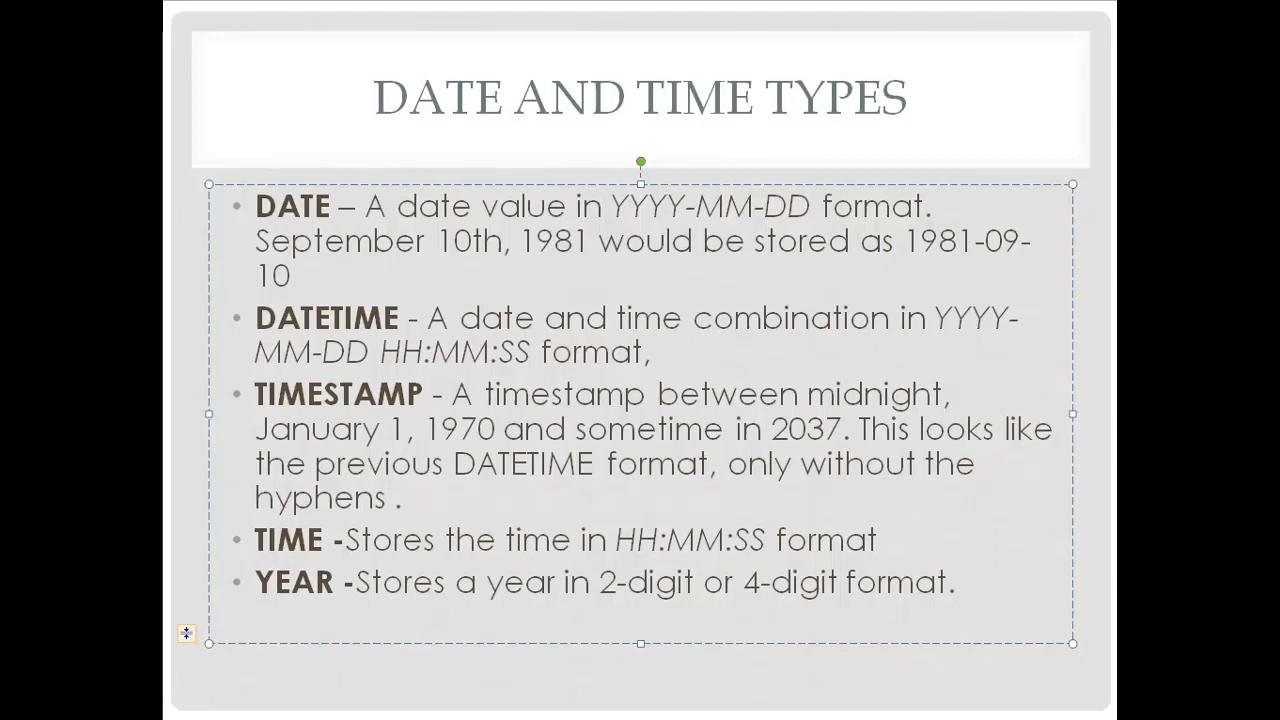 DATE AND TIME TYPES
• DATE – A date value in YYYY-MM-DD format.
September 10th, 1981 would be stored as 1981-09-
10
• DATETIME - A date and time combination in YYYY-
MM-DD HH:MM:SS format,
• TIMESTAMP - A timestamp between midnight,
January 1, 1970 and sometime in 2037. This looks like
the previous DATETIME format, only without the
hyphens .
• TIME -Stores the time in HH:MM:SS format
• YEAR -Stores a year in 2-digit or 4-digit format.